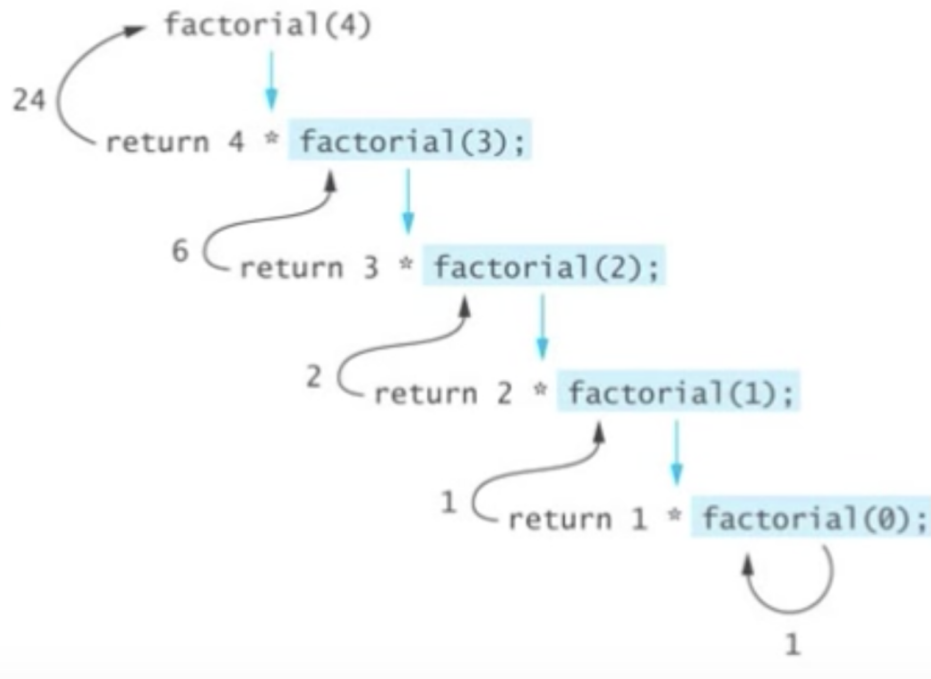 factorial(4)
24
return 4 * factorial(3);
6
return 3 * factorial(2);
2
return 2 * factorial(1);
1
return 1 * factorial(0);
1